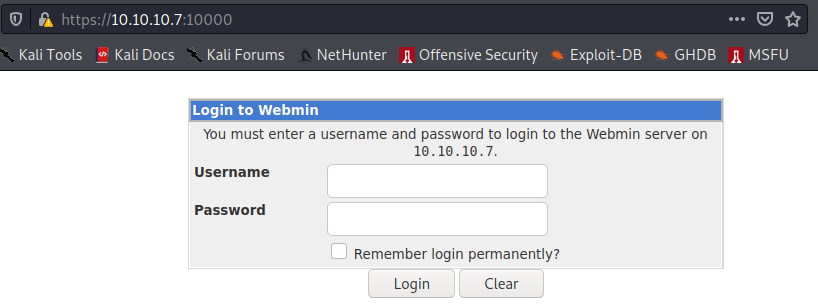 https://10.10.10.7:10000
Kali Tools Kali Docs Kali Forums NetHunter Offensive Security Exploit-DB GHDB MSFU
Login to Webmin
You must enter a username and password to login to the Webmin server on
10.10.10.7.
Username
Password
Remember login permanently?
Login Clear